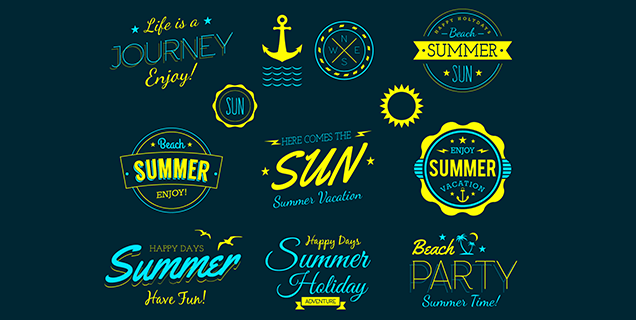 Life is a
JOURNEY
Enjoy!
N
W E
S
HAPPY HOLYDAYS
Beach
SUMMER
SUN
SUN
Beach
SUMMER
ENJOY!
HERE COMES THE
SUN
Summer Vacation
ENJOY
SUMMER
VACATION
HAPPY DAYS
Summer
Have Fun!
Happy Days
Summer
Holiday
ADVENTURE
Beach
PARTY
Summer Time!